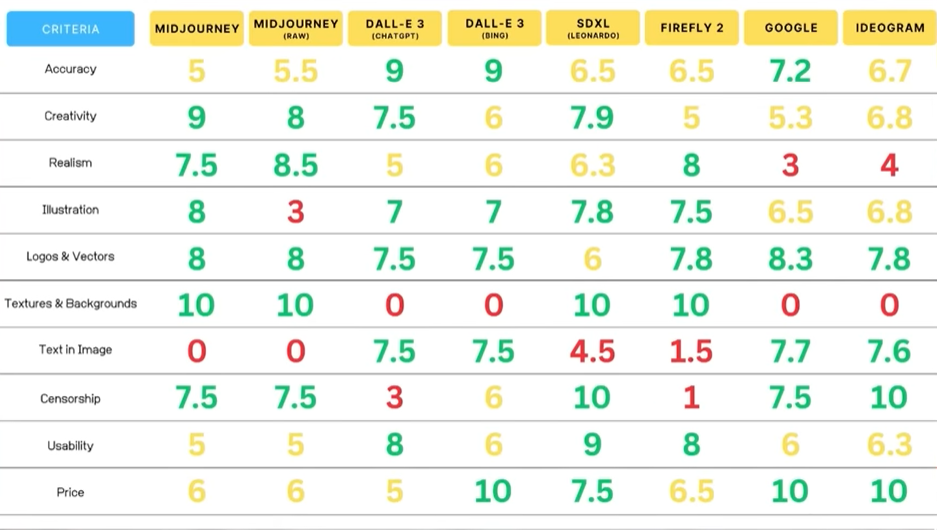 CRITERIA MIDJOURNEY MIDJOURNEY (RAW) DALL-E 3 (CHATGPT) DALL-E 3 (BING) SDXL (LEONARDO) FIREFLY 2 GOOGLE IDEOGRAM
Accuracy 5 5.5 9 9 6.5 6.5 7.2 6.7
Creativity 9 8 7.5 6 7.9 5 5.3 6.8
Realism 7.5 8.5 5 6 6.3 8 3 4
Illustration 8 3 7 7 7.8 7.5 6.5 6.8
Logos & Vectors 8 8 7.5 7.5 6 7.8 8.3 7.8
Textures & Backgrounds 10 10 0 0 10 10 0 0
Text in Image 0 0 7.5 7.5 4.5 1.5 7.7 7.6
Censorship 7.5 7.5 3 6 10 1 7.5 10
Usability 5 5 8 6 9 8 6 6.3
Price 6 6 5 10 7.5 6.5 10 10